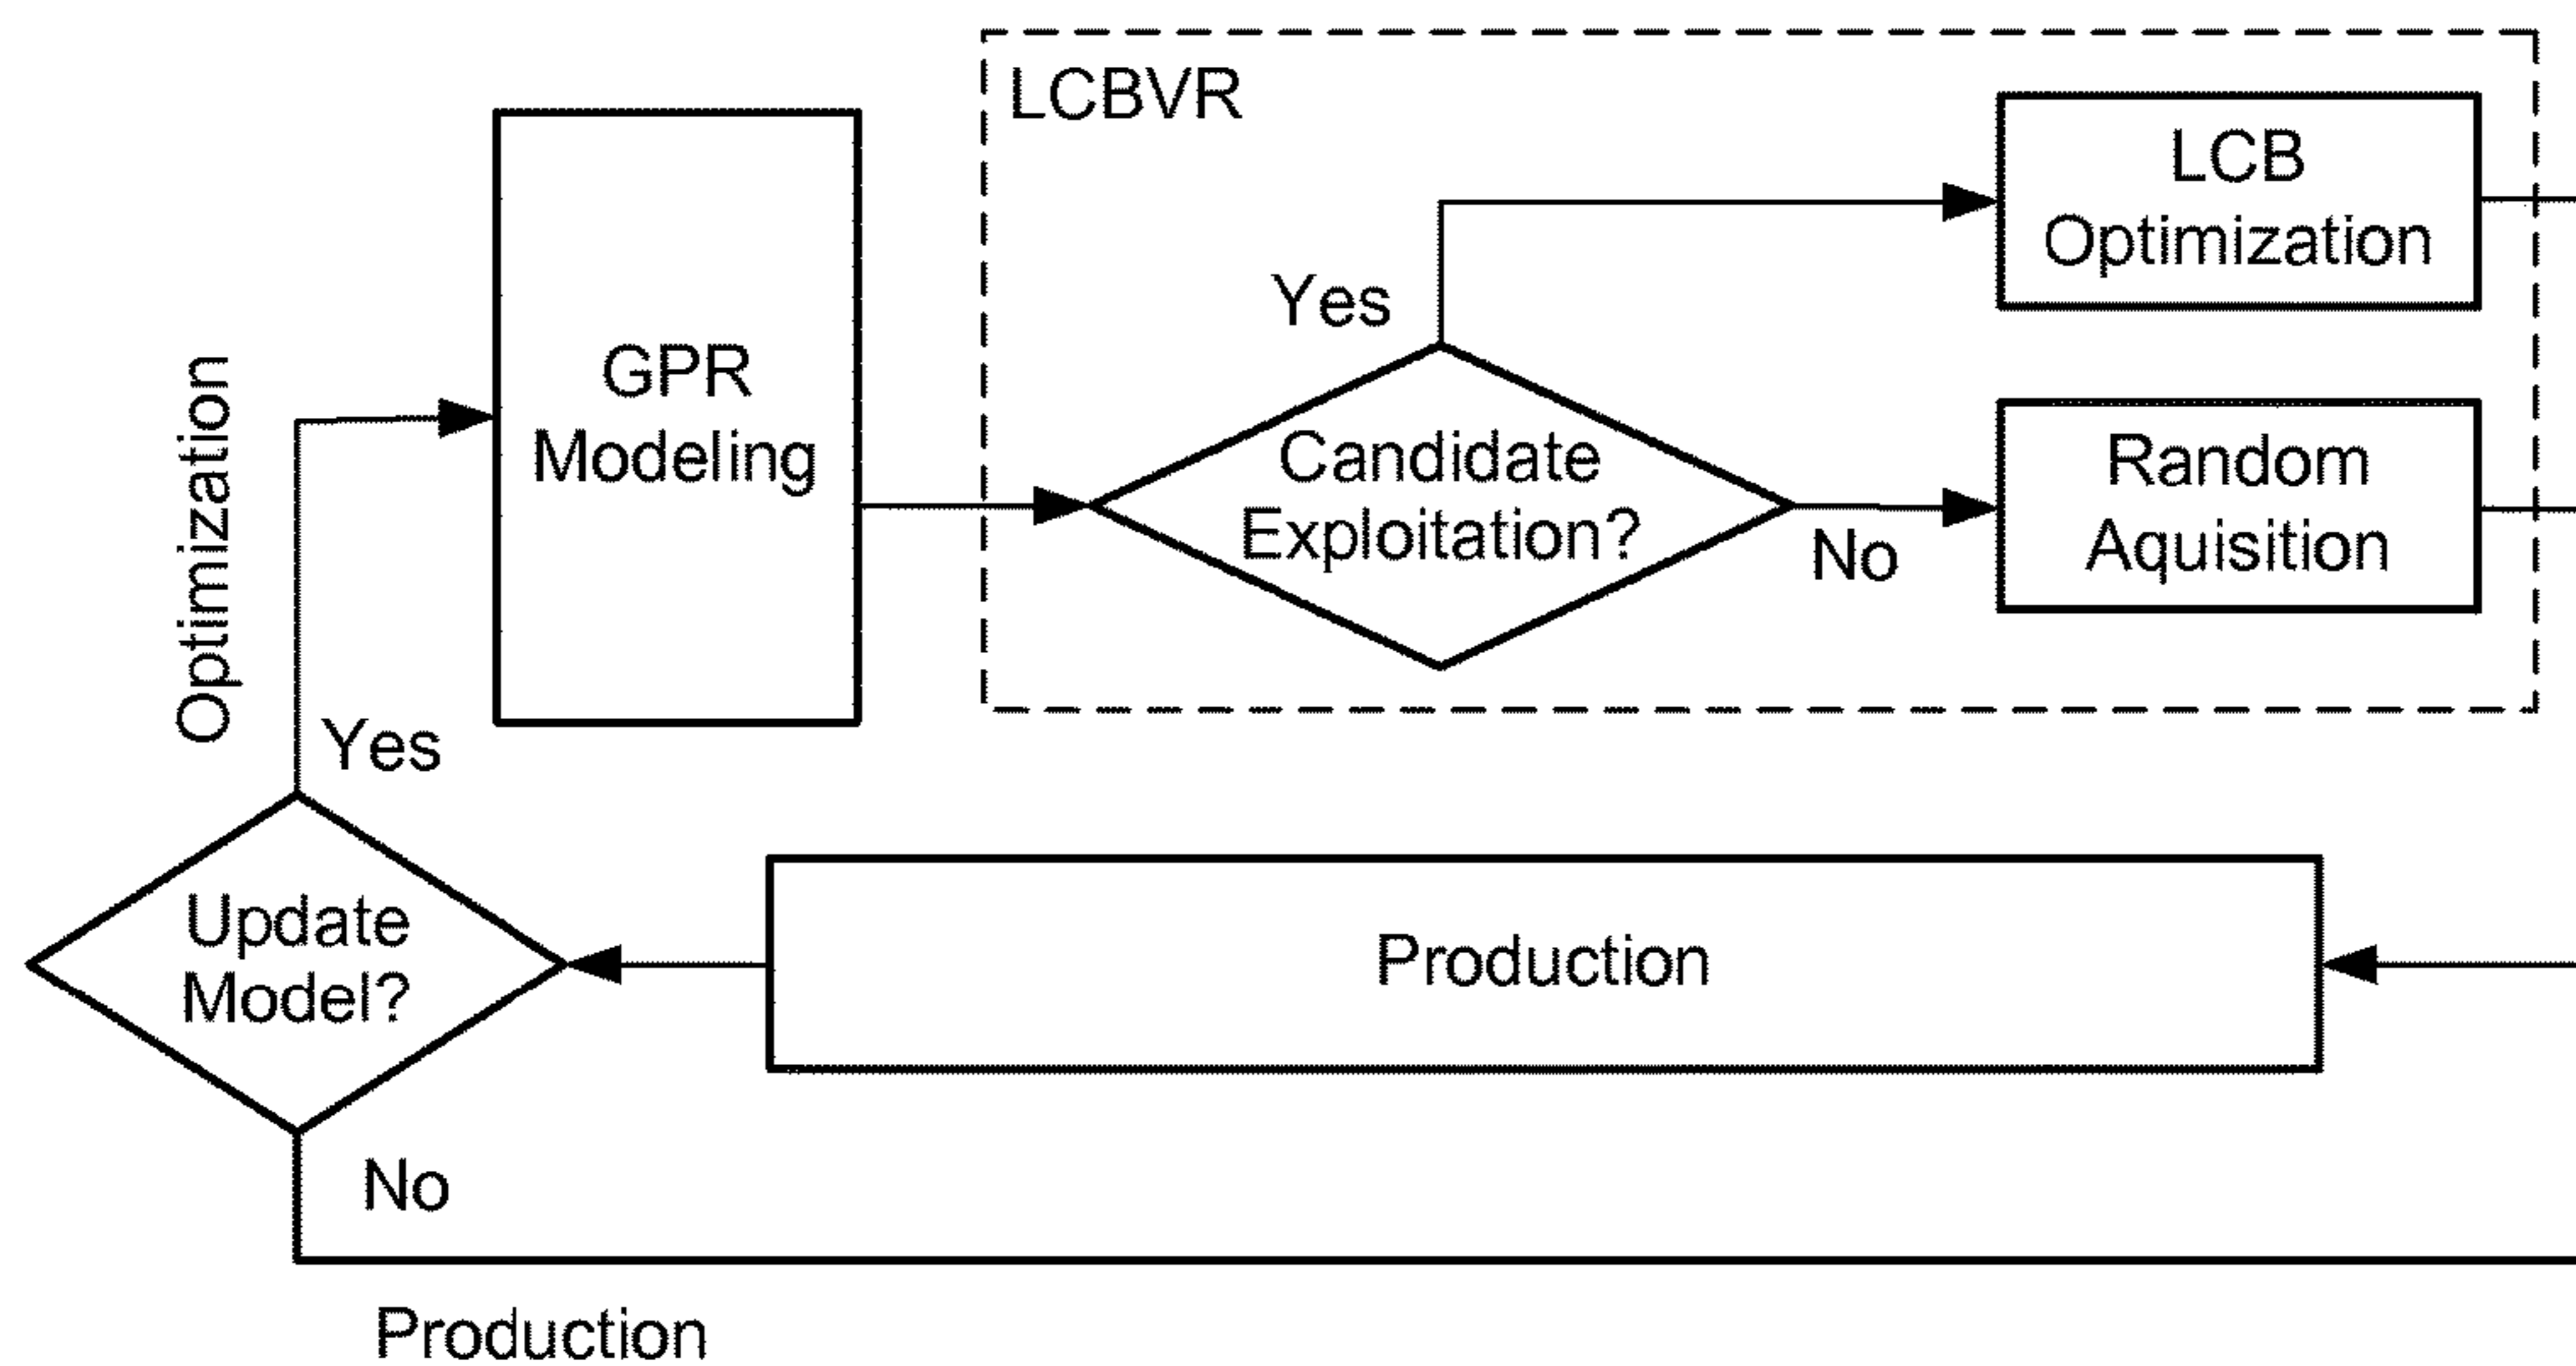 LCBVR
LCB
Optimization
Yes
GPR
Modeling
Candidate
Exploitation?
Random
Aquisition
No
Optimization
Yes
Update
Model?
Production
No
Production